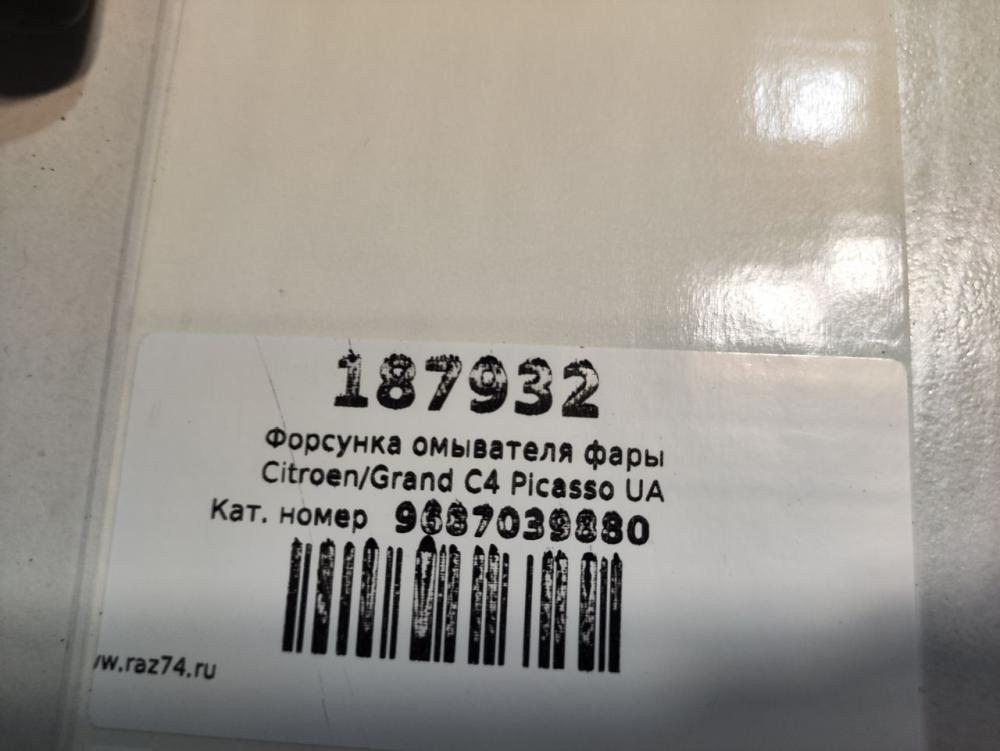 187932
Форсунка омывателя фары
Citroen/Grand C4 Picasso UA
Кат. номер 9687039880
w.raz74.ru